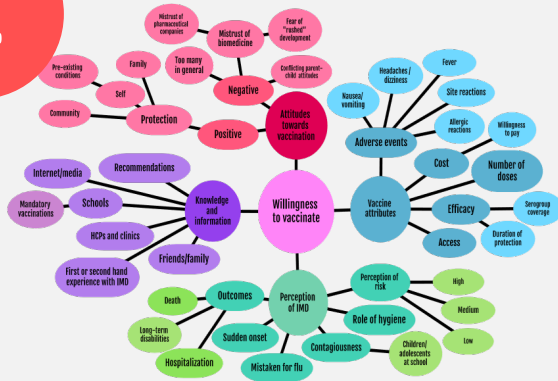 Mistrust of
pharmaceutical
companies
Mistrust of
biomedicine
Fear of
"rushed"
development
Too many
in general
Conflicting parent-
child attitudes
Negative
Pre-existing
conditions
Family
Self
Community
Protection
Positive
Attitudes
towards
vaccination
Headaches/
dizziness
Fever
Nausea/
vomiting
Site reactions
Allergic
reactions
Adverse events
Willingness
to pay
Cost
Number of
doses
Vaccine
attributes
Efficacy
Serogroup
coverage
Duration of
protection
Access
Internet/media
Recommendations
Mandatory
vaccinations
Schools
Knowledge
and
information
HCPs and clinics
Friends/family
First or second hand
experience with IMD
Willingness
to vaccinate
Perception
of IMD
Outcomes
Death
Long-term
disabilities
Hospitalization
Sudden onset
Mistaken for flu
Contagiousness
Children/
adolescents
at school
Role of hygiene
Perception of
risk
High
Medium
Low